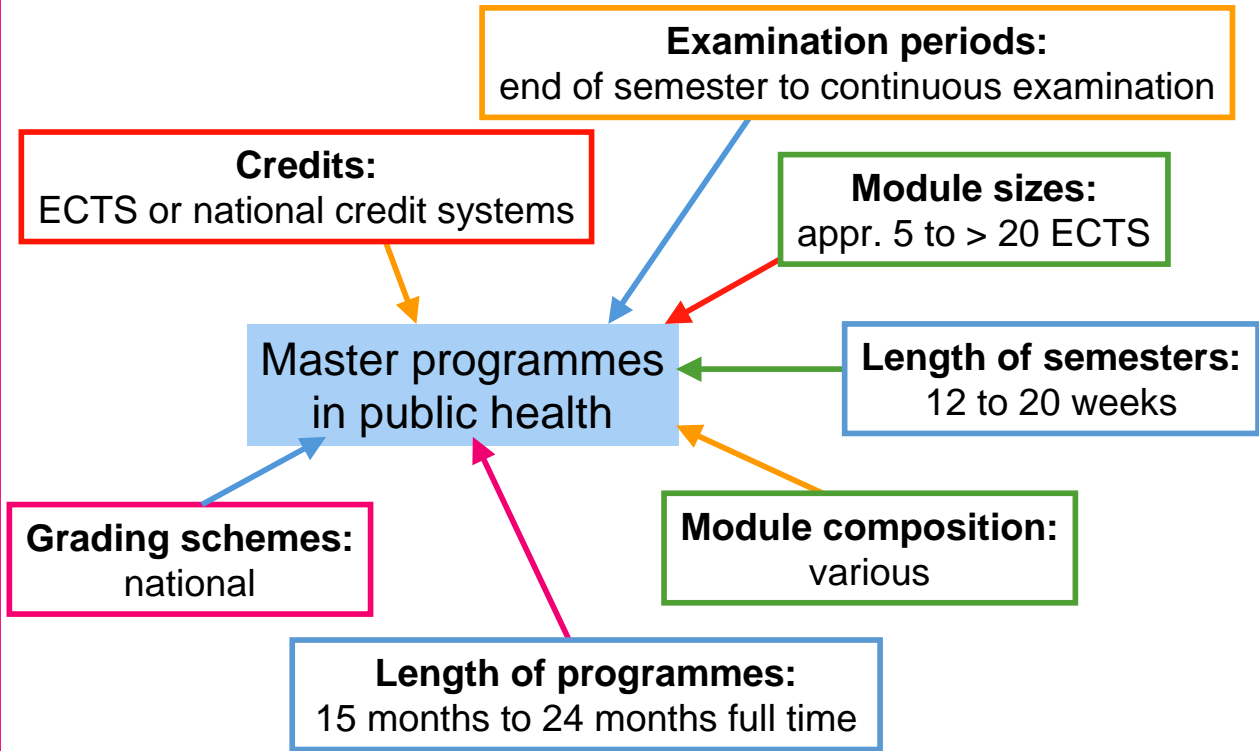 Examination periods:
end of semester to continuous examination
Credits:
ECTS or national credit systems
Module sizes:
appr. 5 to > 20 ECTS
Master programmes
in public health
Length of semesters:
12 to 20 weeks
Grading schemes:
national
Module composition:
various
Length of programmes:
15 months to 24 months full time